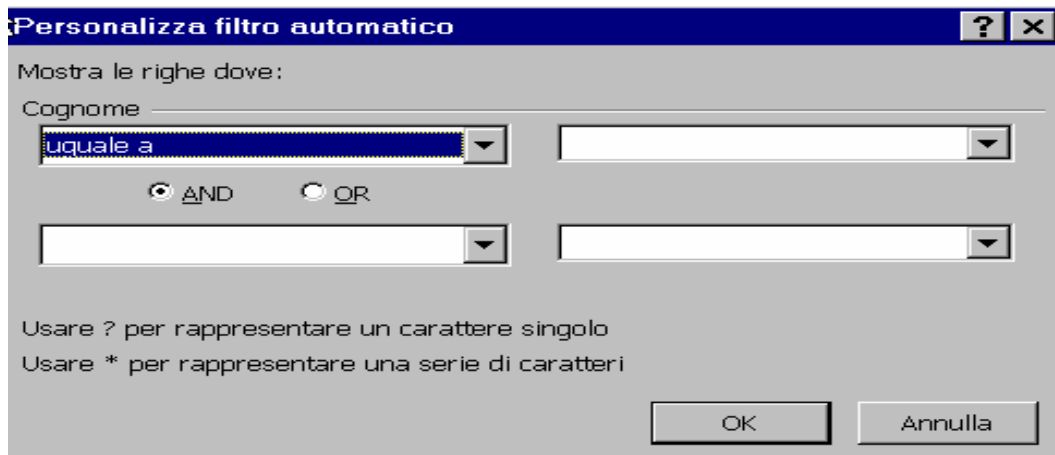 Personalizza filtro automatico
Mostra le righe dove:
Cognome
uquale a
AND OR
Usare ? per rappresentare un carattere singolo
Usare * per rappresentare una serie di caratteri
OK Annulla